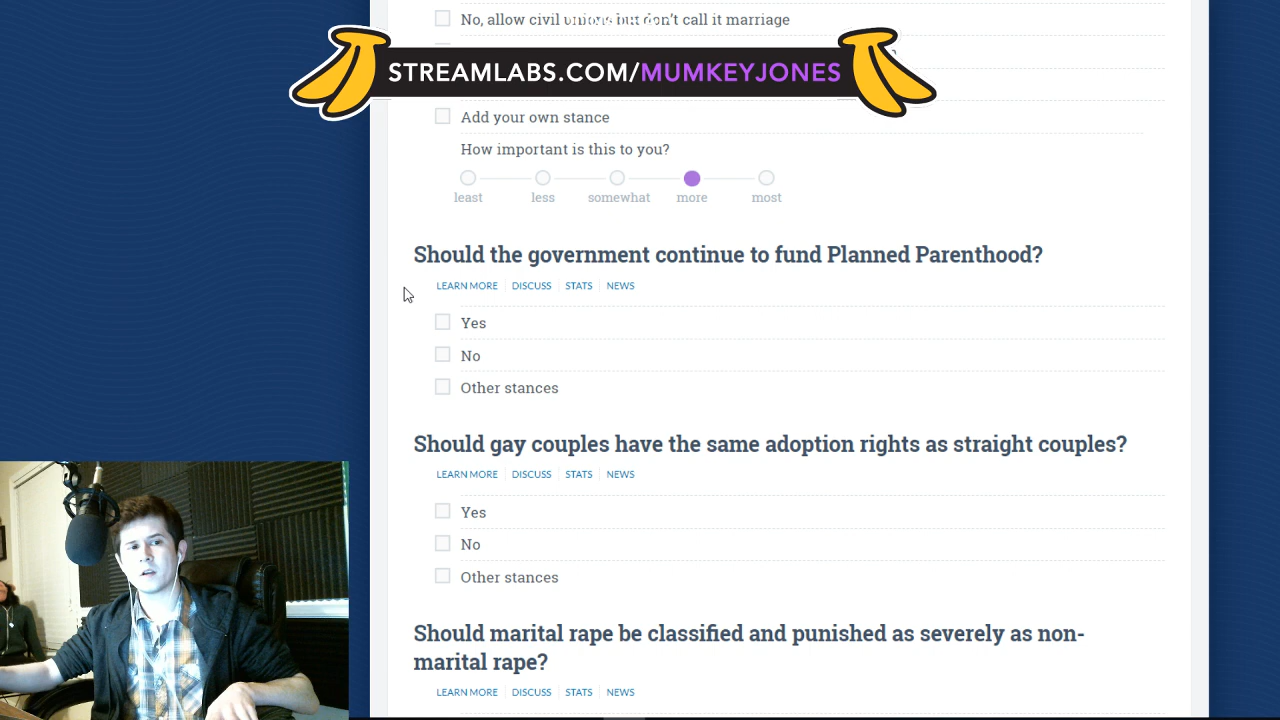 No, allow civil unions but don't call it marriage
STREAMLABS.COM/MUMKEYJONES
Add your own stance
How important is this to you?
least less somewhat more most
Should the government continue to fund Planned Parenthood?
LEARN MORE DISCUSS STATS NEWS
Yes
No
Other stances
Should gay couples have the same adoption rights as straight couples?
LEARN MORE DISCUSS STATS NEWS
Yes
No
Other stances
Should marital rape be classified and punished as severely as non-
marital rape?
LEARN MORE DISCUSS STATS NEWS